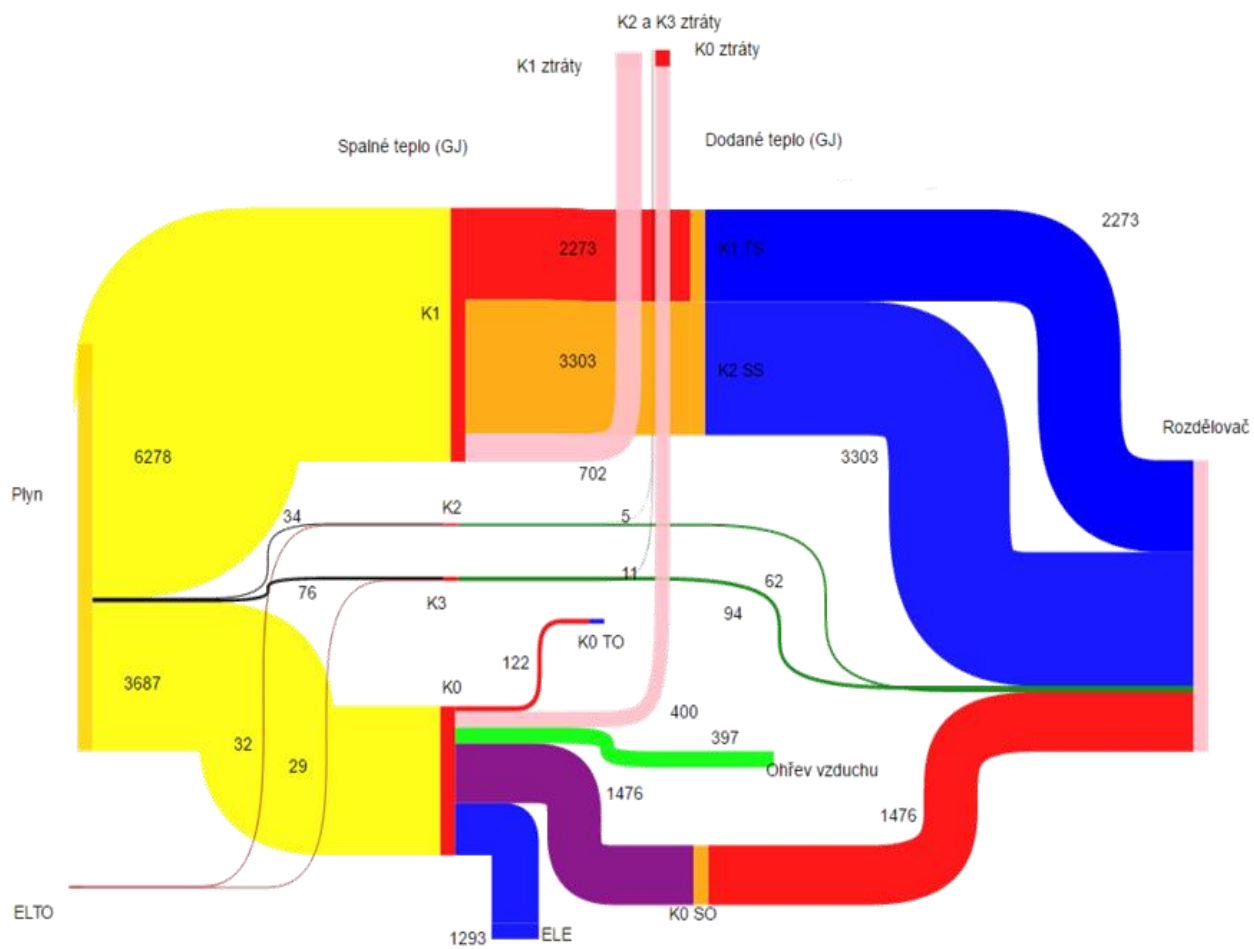 K2 a K3 ztráty
K0 ztráty
K1 ztráty
Spalné teplo (GJ)
Dodané teplo (GJ)
2273
2273
K1 TS
K1
3303
K2 SS
Rozdělovač
6278
3303
702
Plyn
K2
34
5
11
62
76
K3
94
K0 TO
122
3687
K0
400
397
32
29
Ohřev vzduchu
1476
1476
ELTO
K0 SO
1293
ELE